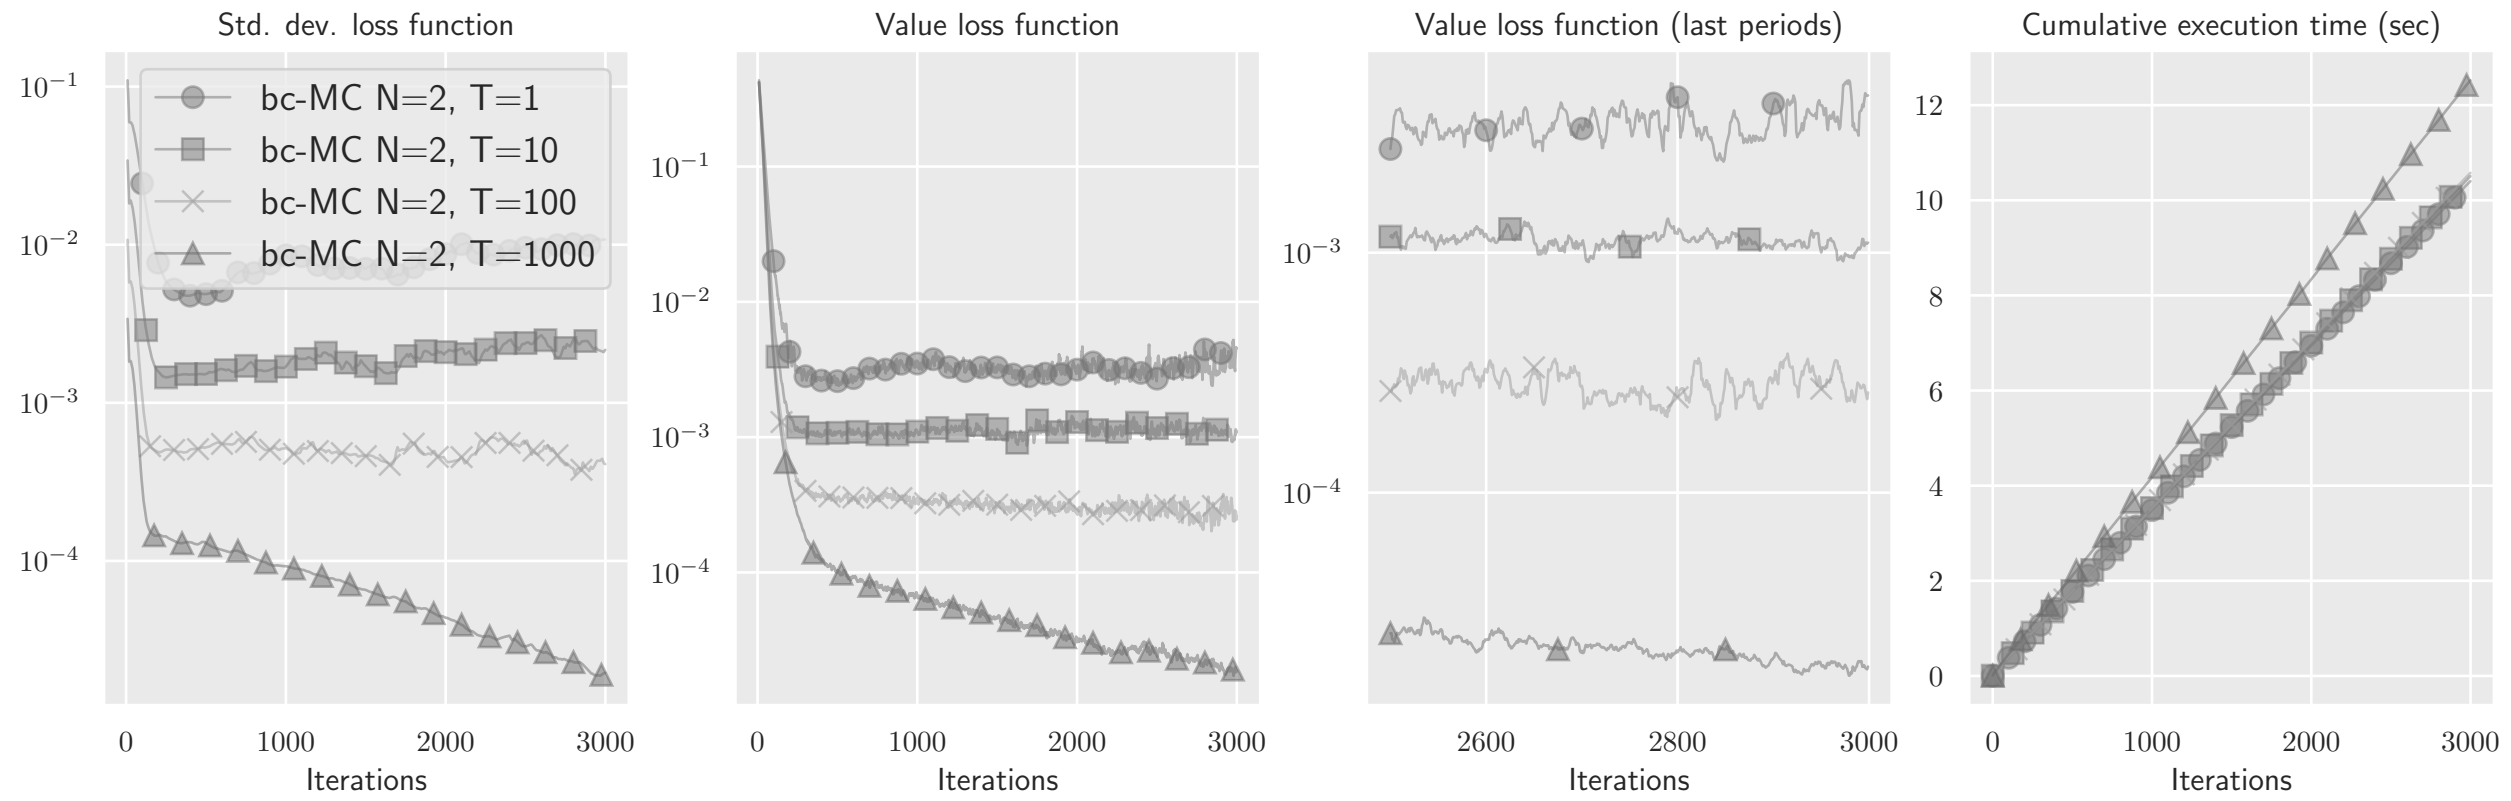 Std. dev. loss function
10⁻¹
10⁻²
10⁻³
10⁻⁴
bc-MC N=2, T=1
bc-MC N=2, T=10
bc-MC N=2, T=100
bc-MC N=2, T=1000
0 1000 2000 3000
Iterations
Value loss function
10⁻¹
10⁻²
10⁻³
10⁻⁴
0 1000 2000 3000
Iterations
Value loss function (last periods)
10⁻³
10⁻⁴
2600 2800 3000
Iterations
Cumulative execution time (sec)
12
10
8
6
4
2
0
0 1000 2000 3000
Iterations